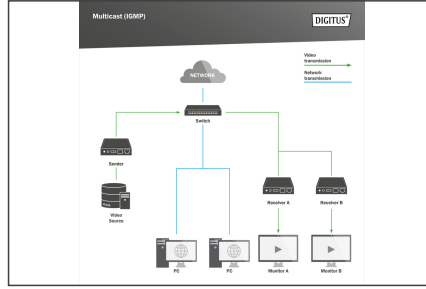 Multicast (IGMP)
DIGITUS®
Video
transmission
Network
transmission
NETWORK
Switch
Sender
Video
Source
Receiver A
Receiver B
PC
PC
Monitor A
Monitor B